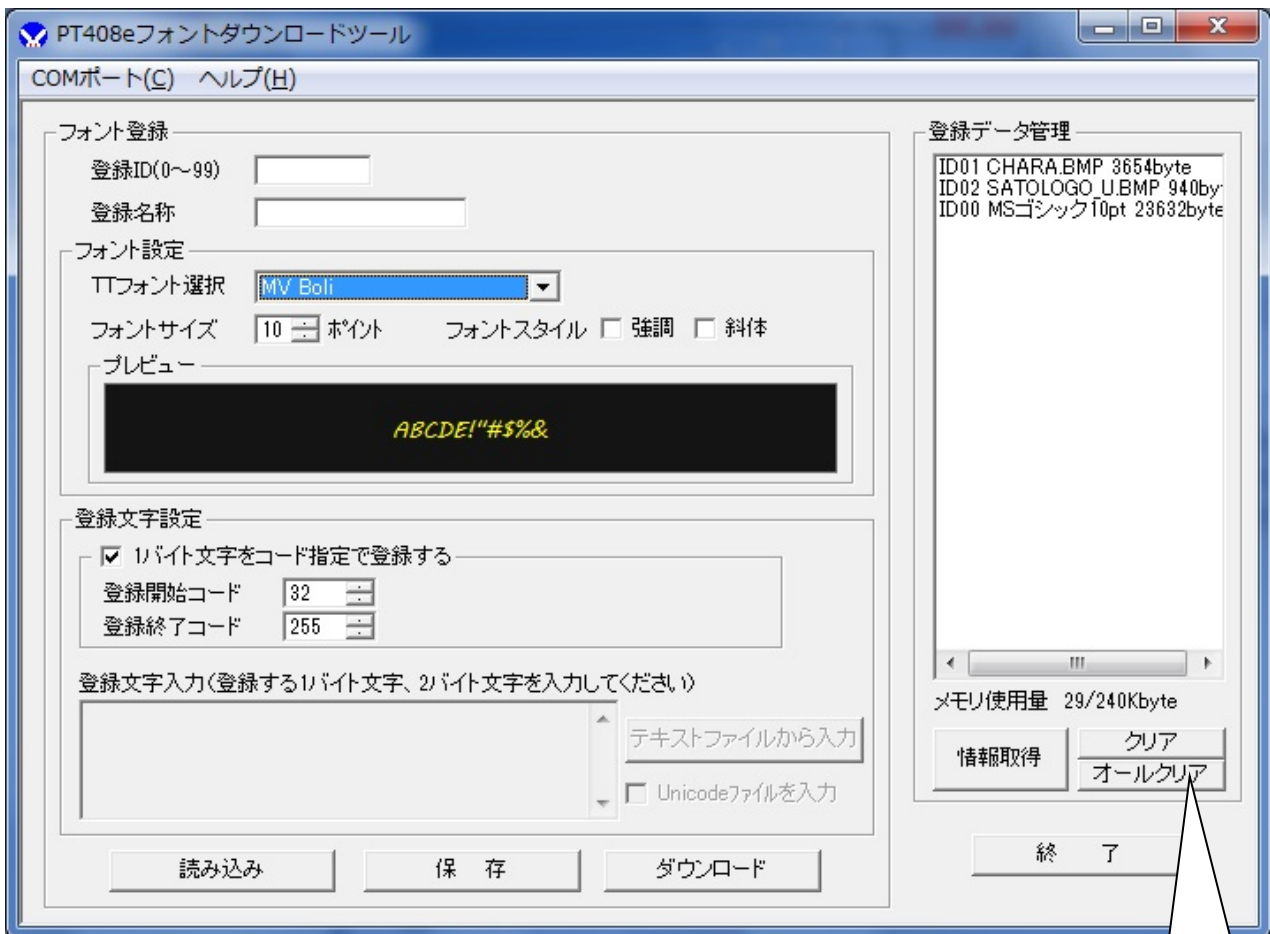 PT408eフォントダウンロードツール
COMポート(C) ヘルプ(H)
フォント登録
登録ID(0~99)
登録名称
フォント設定
TTフォント選択 MV Boli
フォントサイズ 10 ポイント フォントスタイル 強調 斜体
プレビュー
ABCDE!"#$%&
登録文字設定
1バイト文字をコード指定で登録する
登録開始コード 32
登録終了コード 255
登録文字入力(登録する1バイト文字、2バイト文字を入力してください)
テキストファイルから入力
Unicodeファイルを入力
読み込み 保 存 ダウンロード
登録データ管理
ID01 CHARA.BMP 3654byte
ID02 SATOLOGO_U.BMP 940by
ID00 MSゴシック10pt 23632byte
メモリ使用量 29/240Kbyte
情報取得
クリア
オールクリア
終 了